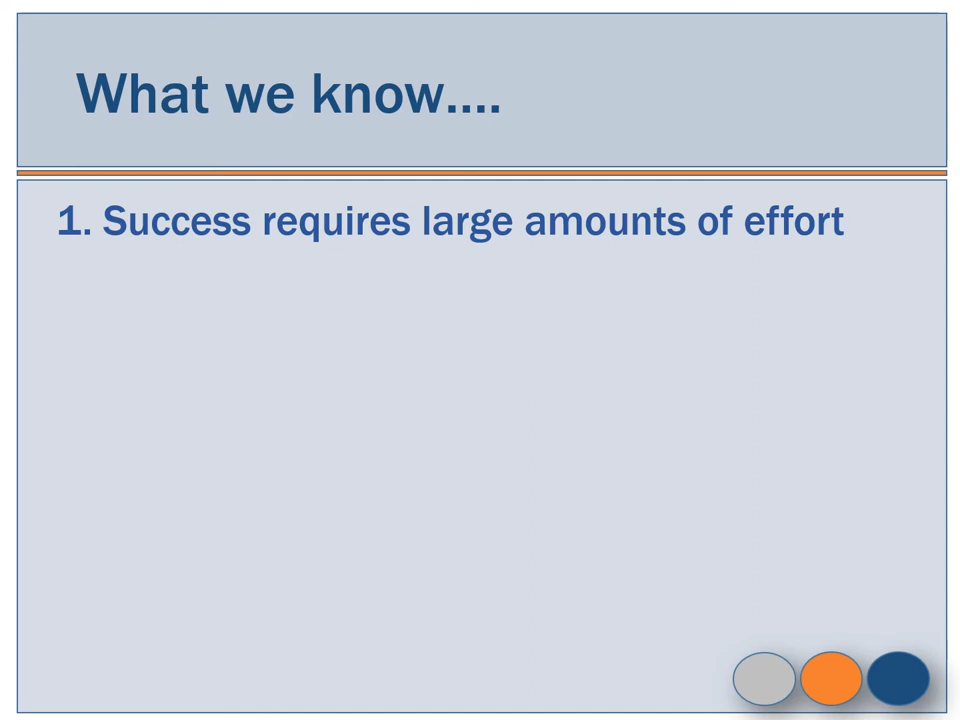 What we know....
1. Success requires large amounts of effort